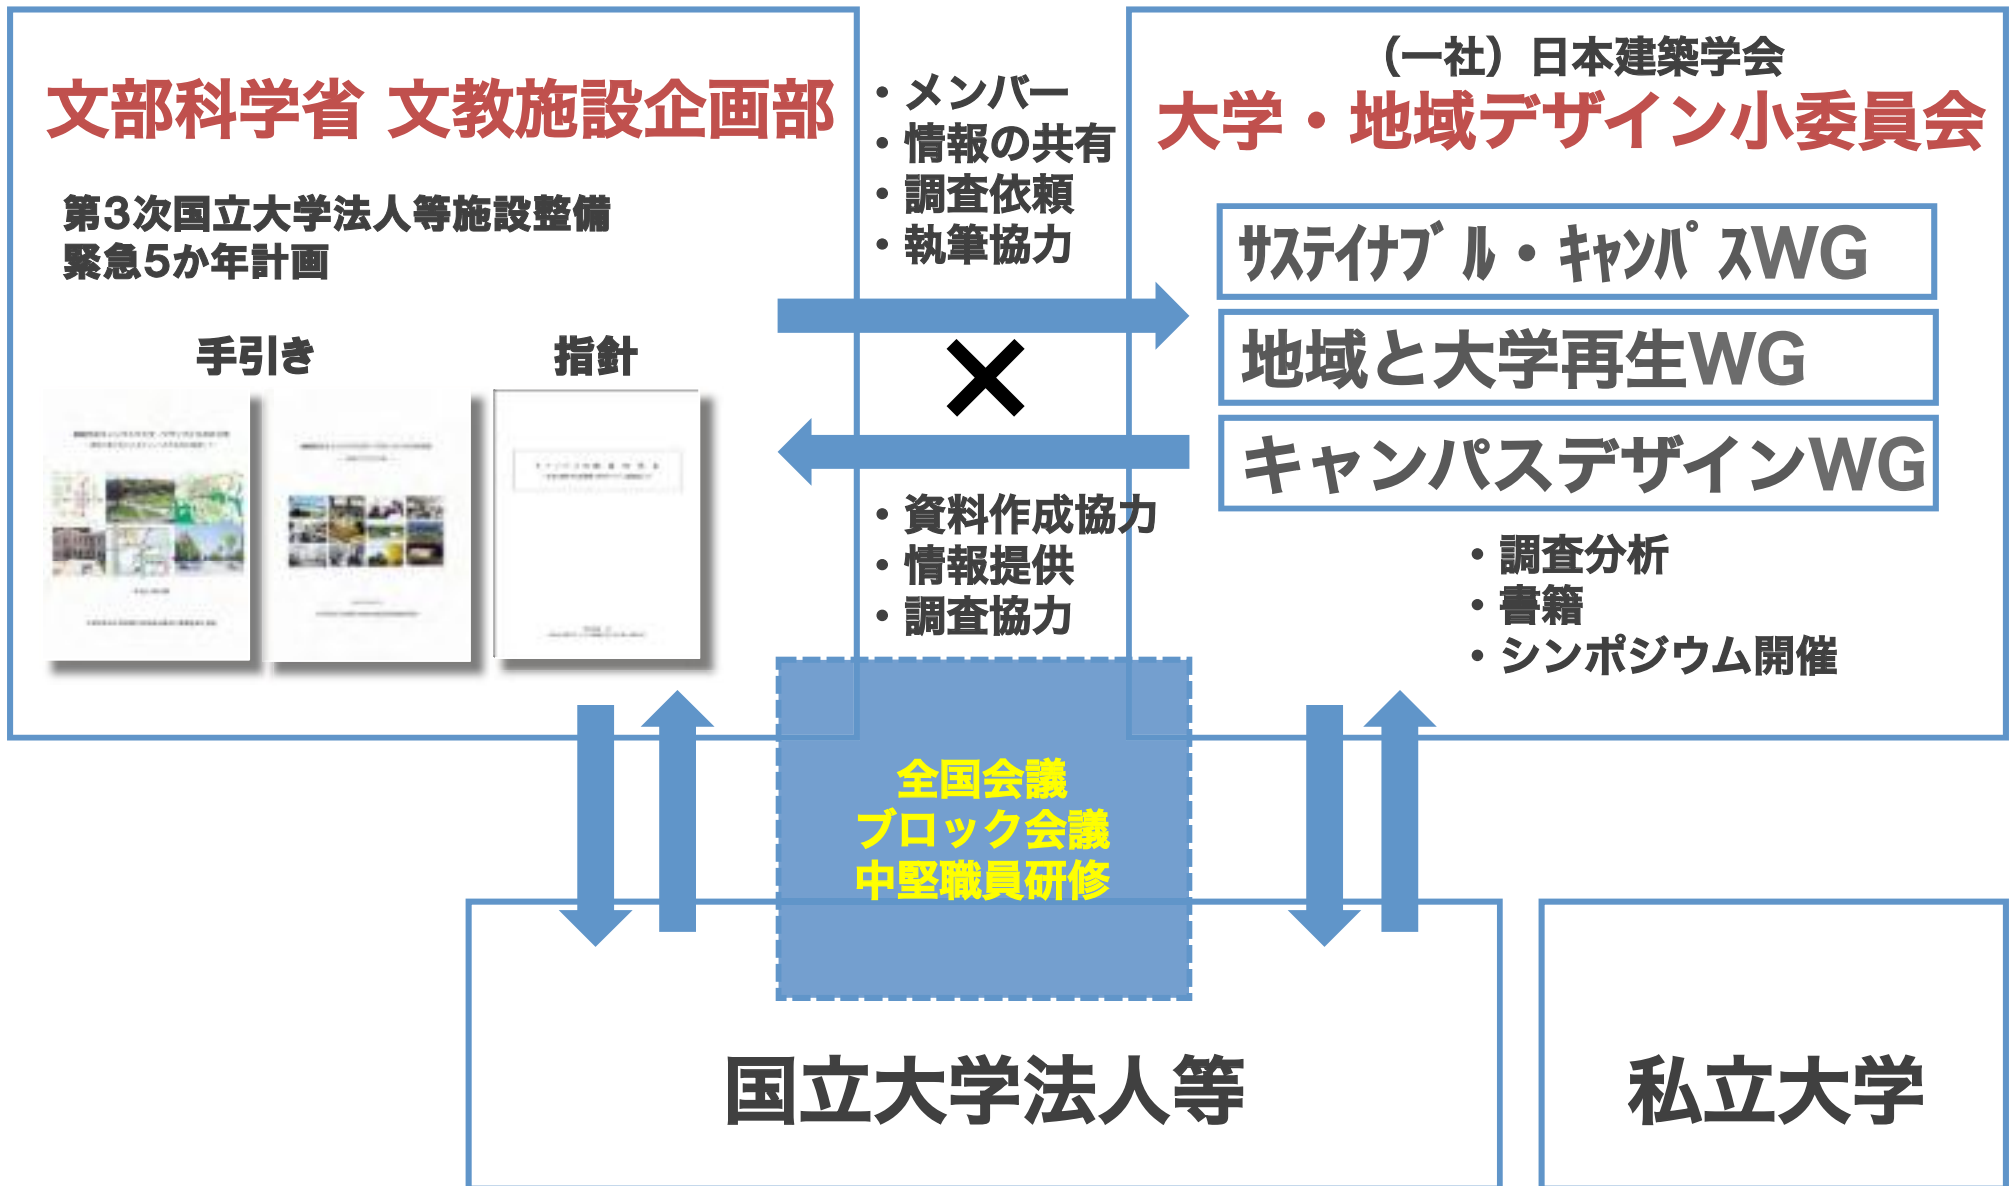 文部科学省 文教施設企画部
第3次国立大学法人等施設整備
緊急5か年計画
手引き
指針
・メンバー
・情報の共有
・調査依頼
・執筆協力
×
・資料作成協力
・情報提供
・調査協力
（一社）日本建築学会
大学・地域デザイン小委員会
ｻｽﾃｲﾅﾌﾞﾙ・ｷｬﾝﾊﾟｽWG
地域と大学再生WG
キャンパスデザインWG
・調査分析
・書籍
・シンポジウム開催
全国会議
ブロック会議
中堅職員研修
国立大学法人等
私立大学